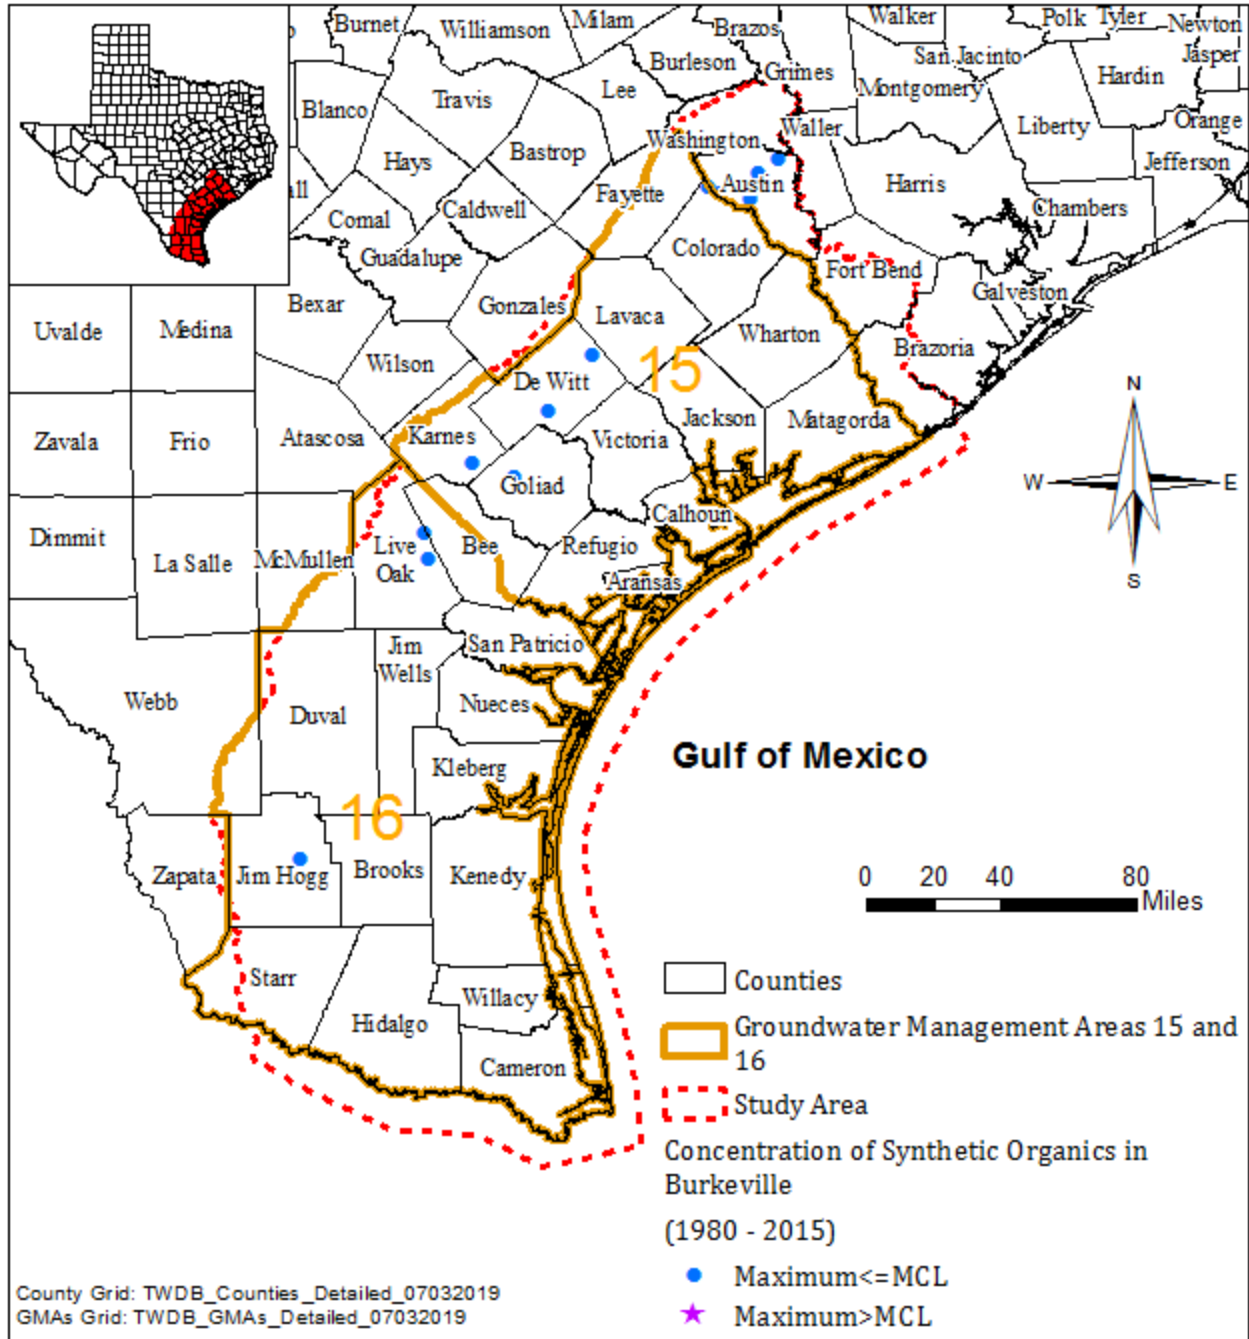 Burnet
Williamson
Milam
Brazos
Walker
Polk
Tyler
Newton
Burleson
Grimes
San Jacinto
Jasper
Blanco
Travis
Lee
Montgomery
Hardin
Washington
Waller
Liberty
Orange
Hays
Bastrop
Jefferson
all
Fayette
Austin
Harris
Comal
Caldwell
Chambers
Guadalupe
Colorado
Fort Bend
Bexar
Gonzales
Galveston
Uvalde
Medina
Lavaca
Wilson
Wharton
Brazoria
De Witt
15
N
Zavala
Frio
Atascosa
Karnes
Victoria
Jackson
Matagorda
W
E
Goliad
Calhoun
Dimmit
La Salle
McMullen
Live
Oak
Bee
Refugio
Aransas
S
San Patricio
Jim
Wells
Webb
Duval
Nueces
Gulf of Mexico
Kleberg
16
Zapata
Jim Hogg
Brooks
Kenedy
0 20 40 80
Miles
Starr
Willacy
Hidalgo
Cameron
Counties
Groundwater Management Areas 15 and
16
Study Area
Concentration of Synthetic Organics in
Burkeville
(1980 - 2015)
Maximum<=MCL
Maximum>MCL
County Grid: TWDB_Counties_Detailed_07032019
GMAs Grid: TWDB_GMAs_Detailed_07032019